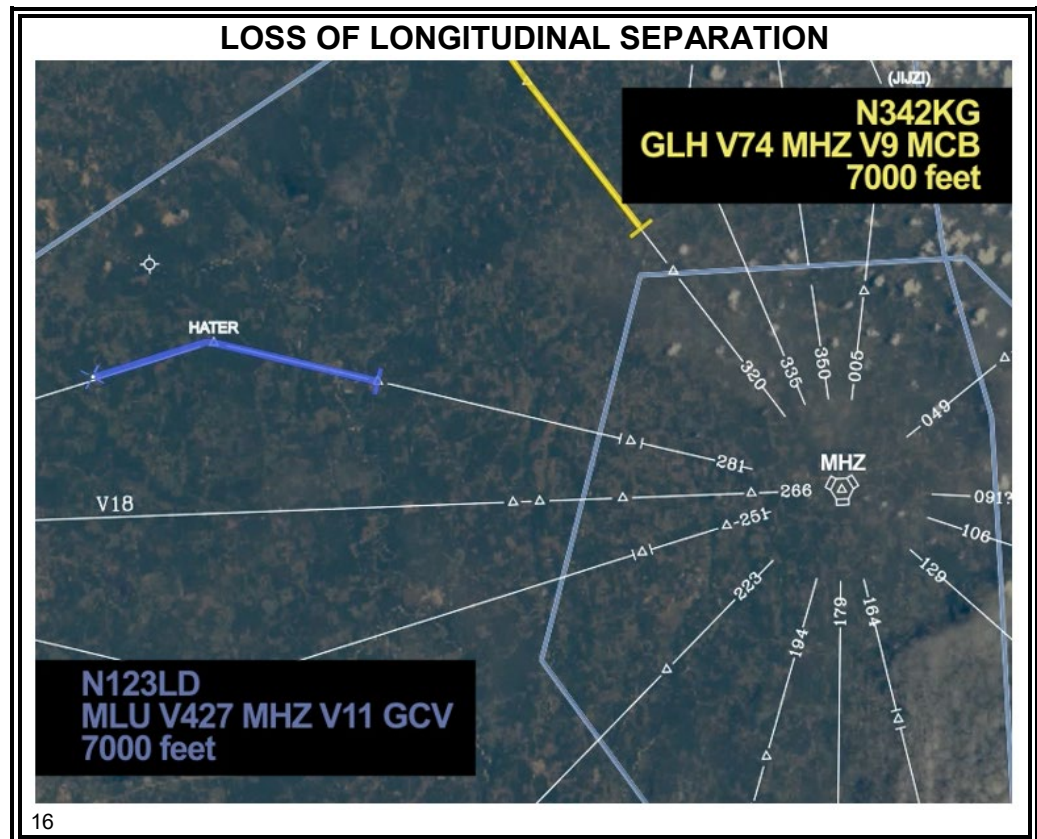 LOSS OF LONGITUDINAL SEPARATION
(JIJZI)
N342KG
GLH V74 MHZ V9 MCB
7000 feet
HATER
320
335
350
005
049
MHZ
281
V18
266
091?
251
106
129
223
194
179
164
N123LD
MLU V427 MHZ V11 GCV
7000 feet
16